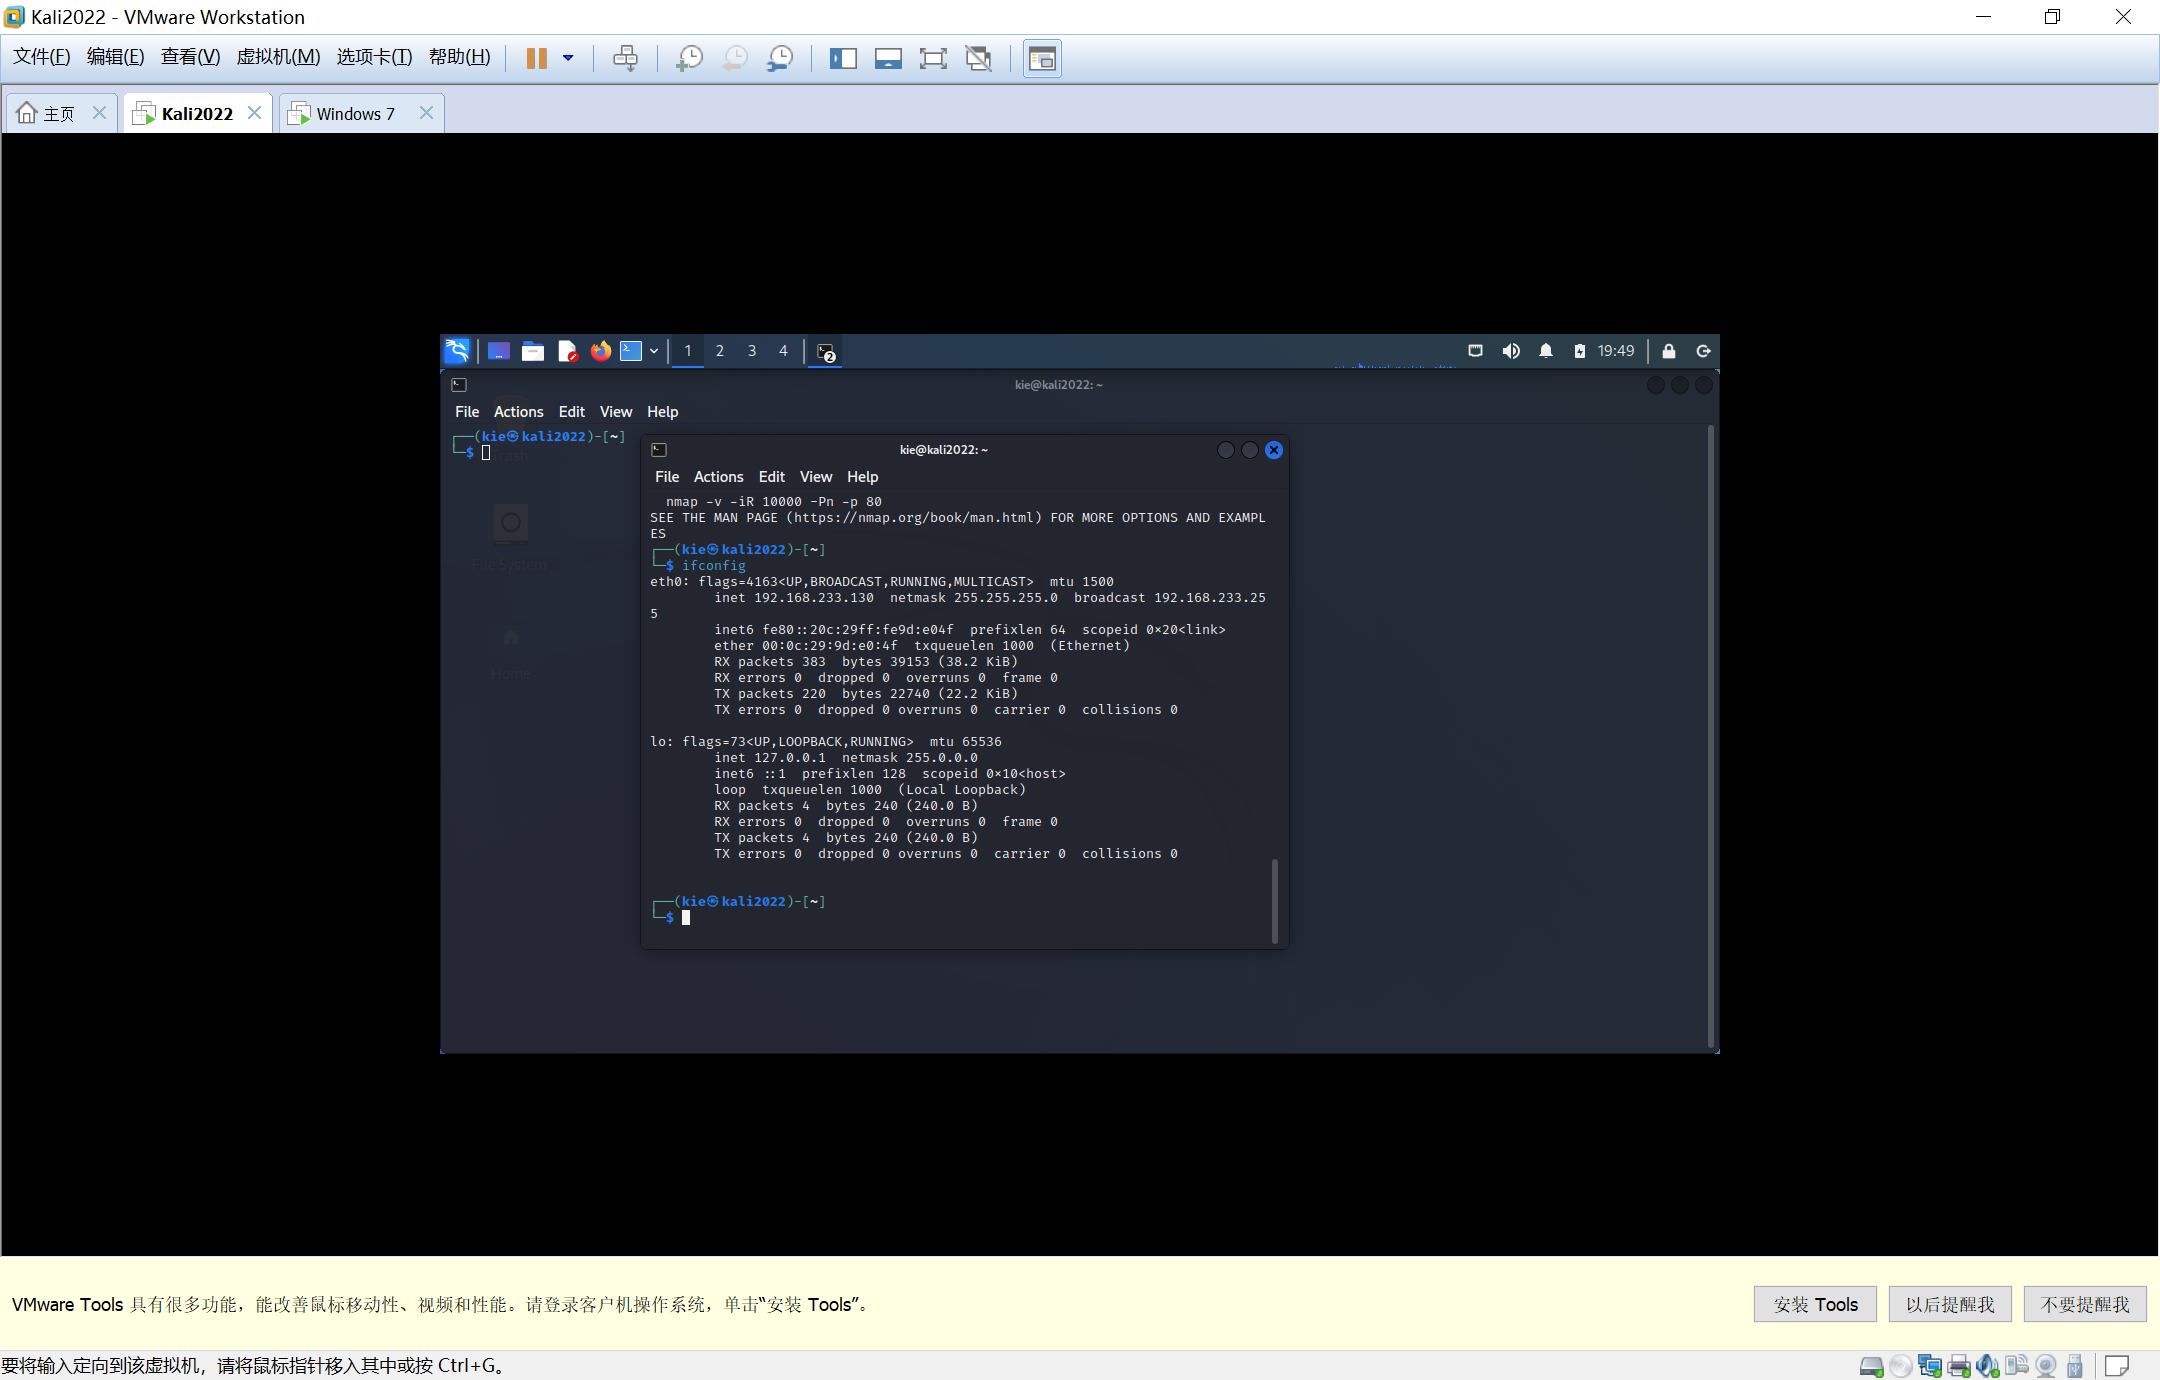 Kali2022 - VMware Workstation
文件(F) 编辑(E) 查看(V) 虚拟机(M) 选项卡(T) 帮助(H)
主页 Kali2022 Windows 7
1 2 3 4 2 19:49
kie@kali2022: ~
File Actions Edit View Help
┌──(kie㉿kali2022)-[~]
└─$
Trash
File System
Home
kie@kali2022: ~
File Actions Edit View Help
nmap -v -iR 10000 -Pn -p 80
SEE THE MAN PAGE (https://nmap.org/book/man.html) FOR MORE OPTIONS AND EXAMPL
ES
┌──(kie㉿kali2022)-[~]
└─$ ifconfig
eth0: flags=4163<UP,BROADCAST,RUNNING,MULTICAST>  mtu 1500
inet 192.168.233.130  netmask 255.255.255.0  broadcast 192.168.233.25
5
inet6 fe80::20c:29ff:fe9d:e04f  prefixlen 64  scopeid 0×20<link>
ether 00:0c:29:9d:e0:4f  txqueuelen 1000  (Ethernet)
RX packets 383  bytes 39153 (38.2 KiB)
RX errors 0  dropped 0  overruns 0  frame 0
TX packets 220  bytes 22740 (22.2 KiB)
TX errors 0  dropped 0 overruns 0  carrier 0  collisions 0
lo: flags=73<UP,LOOPBACK,RUNNING>  mtu 65536
inet 127.0.0.1  netmask 255.0.0.0
inet6 ::1  prefixlen 128  scopeid 0×10<host>
loop  txqueuelen 1000  (Local Loopback)
RX packets 4  bytes 240 (240.0 B)
RX errors 0  dropped 0  overruns 0  frame 0
TX packets 4  bytes 240 (240.0 B)
TX errors 0  dropped 0 overruns 0  carrier 0  collisions 0
┌──(kie㉿kali2022)-[~]
└─$
VMware Tools 具有很多功能，能改善鼠标移动性、视频和性能。请登录客户机操作系统，单击“安装 Tools”。
安装 Tools 以后提醒我 不要提醒我
要将输入定向到该虚拟机，请将鼠标指针移入其中或按 Ctrl+G。